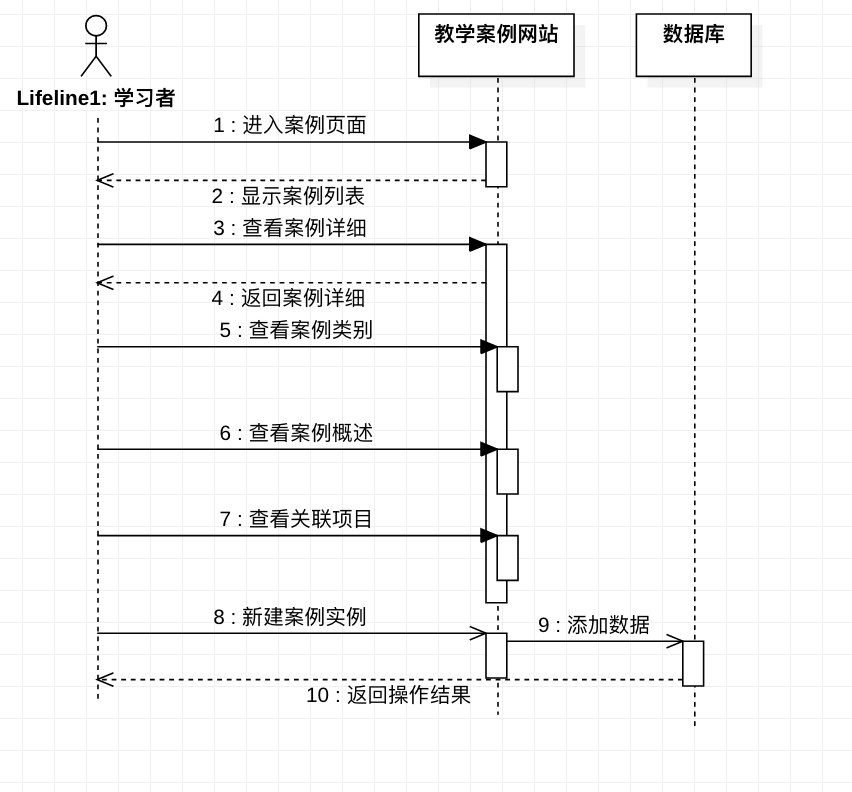 教学案例网站
数据库
Lifeline1: 学习者
1 : 进入案例页面
2 : 显示案例列表
3 : 查看案例详细
4 : 返回案例详细
5 : 查看案例类别
6 : 查看案例概述
7 : 查看关联项目
8 : 新建案例实例
9 : 添加数据
10 : 返回操作结果